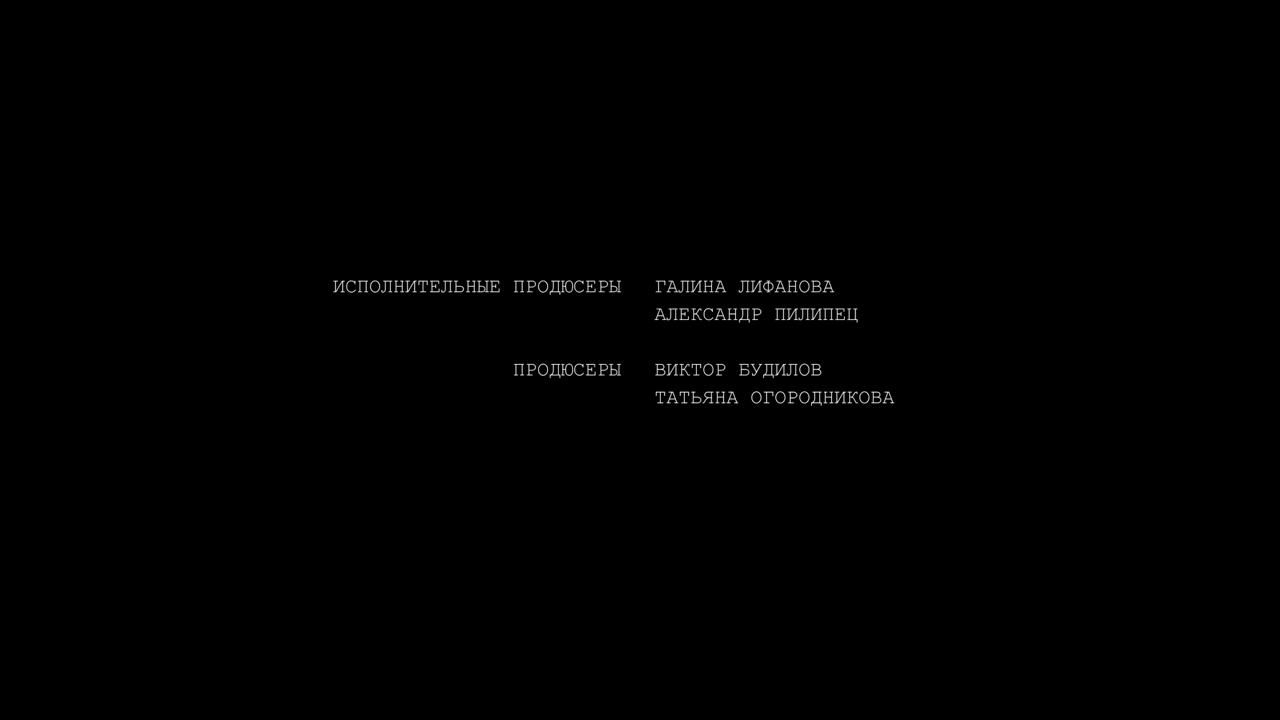 ИСПОЛНИТЕЛЬНЫЕ ПРОДЮСЕРЫ ГАЛИНА ЛИФАНОВА
АЛЕКСАНДР ПИЛИПЕЦ
ПРОДЮСЕРЫ ВИКТОР БУДИЛОВ
ТАТЬЯНА ОГОРОДНИКОВА